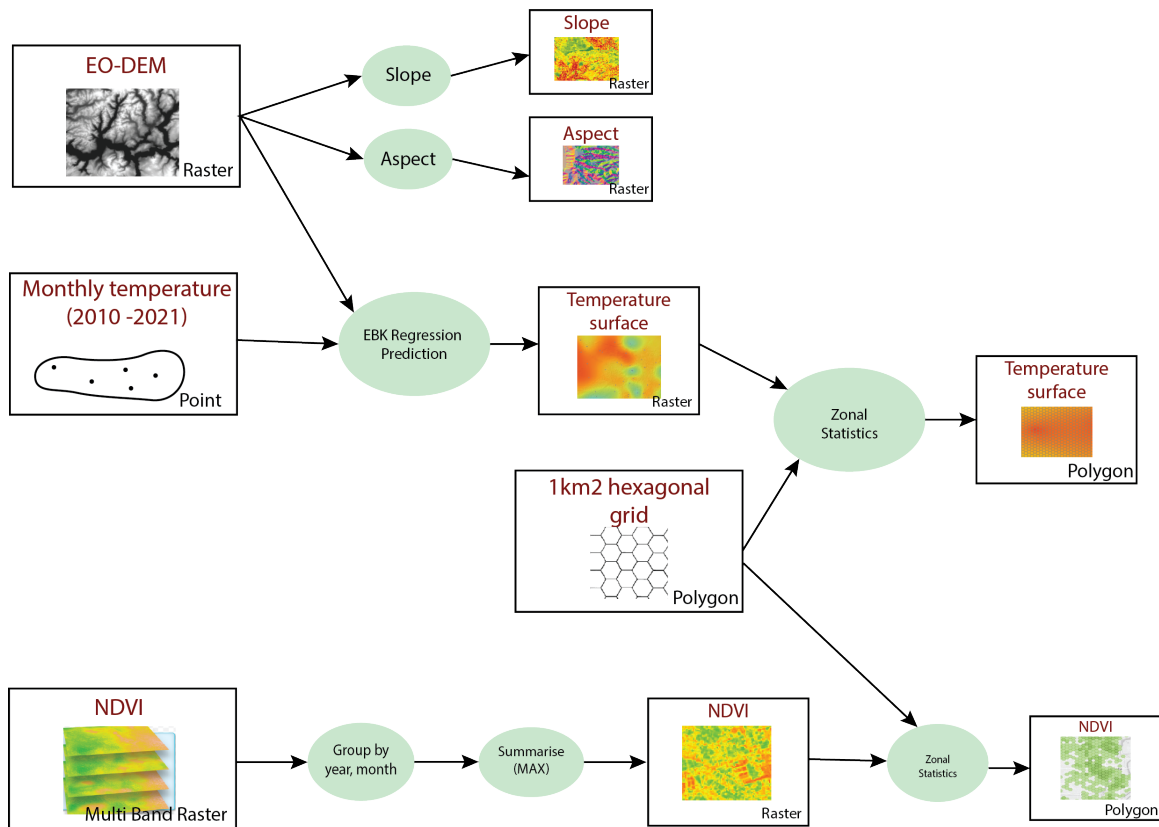 EO-DEM
Raster
Slope
Slope
Raster
Aspect
Aspect
Raster
Monthly temperature
(2010 -2021)
Point
EBK Regression
Prediction
Temperature
surface
Raster
Zonal
Statistics
Temperature
surface
Polygon
1km2 hexagonal
grid
Polygon
NDVI
Multi Band Raster
Group by
year, month
Summarise
(MAX)
NDVI
Raster
Zonal
Statistics
NDVI
Polygon